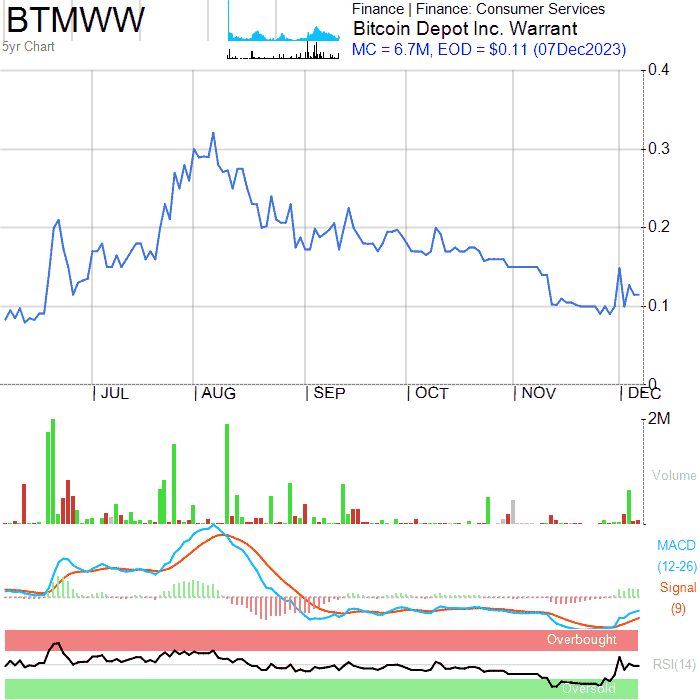 BTMWW
5yr Chart
Finance | Finance: Consumer Services
Bitcoin Depot Inc. Warrant
MC = 6.7M, EOD = $0.11 (07Dec2023)
0.4
0.3
0.2
0.1
0
JUL AUG SEP OCT NOV DEC
2M
Volume
MACD
(12-26)
Signal
(9)
Overbought
RSI(14)
Oversold